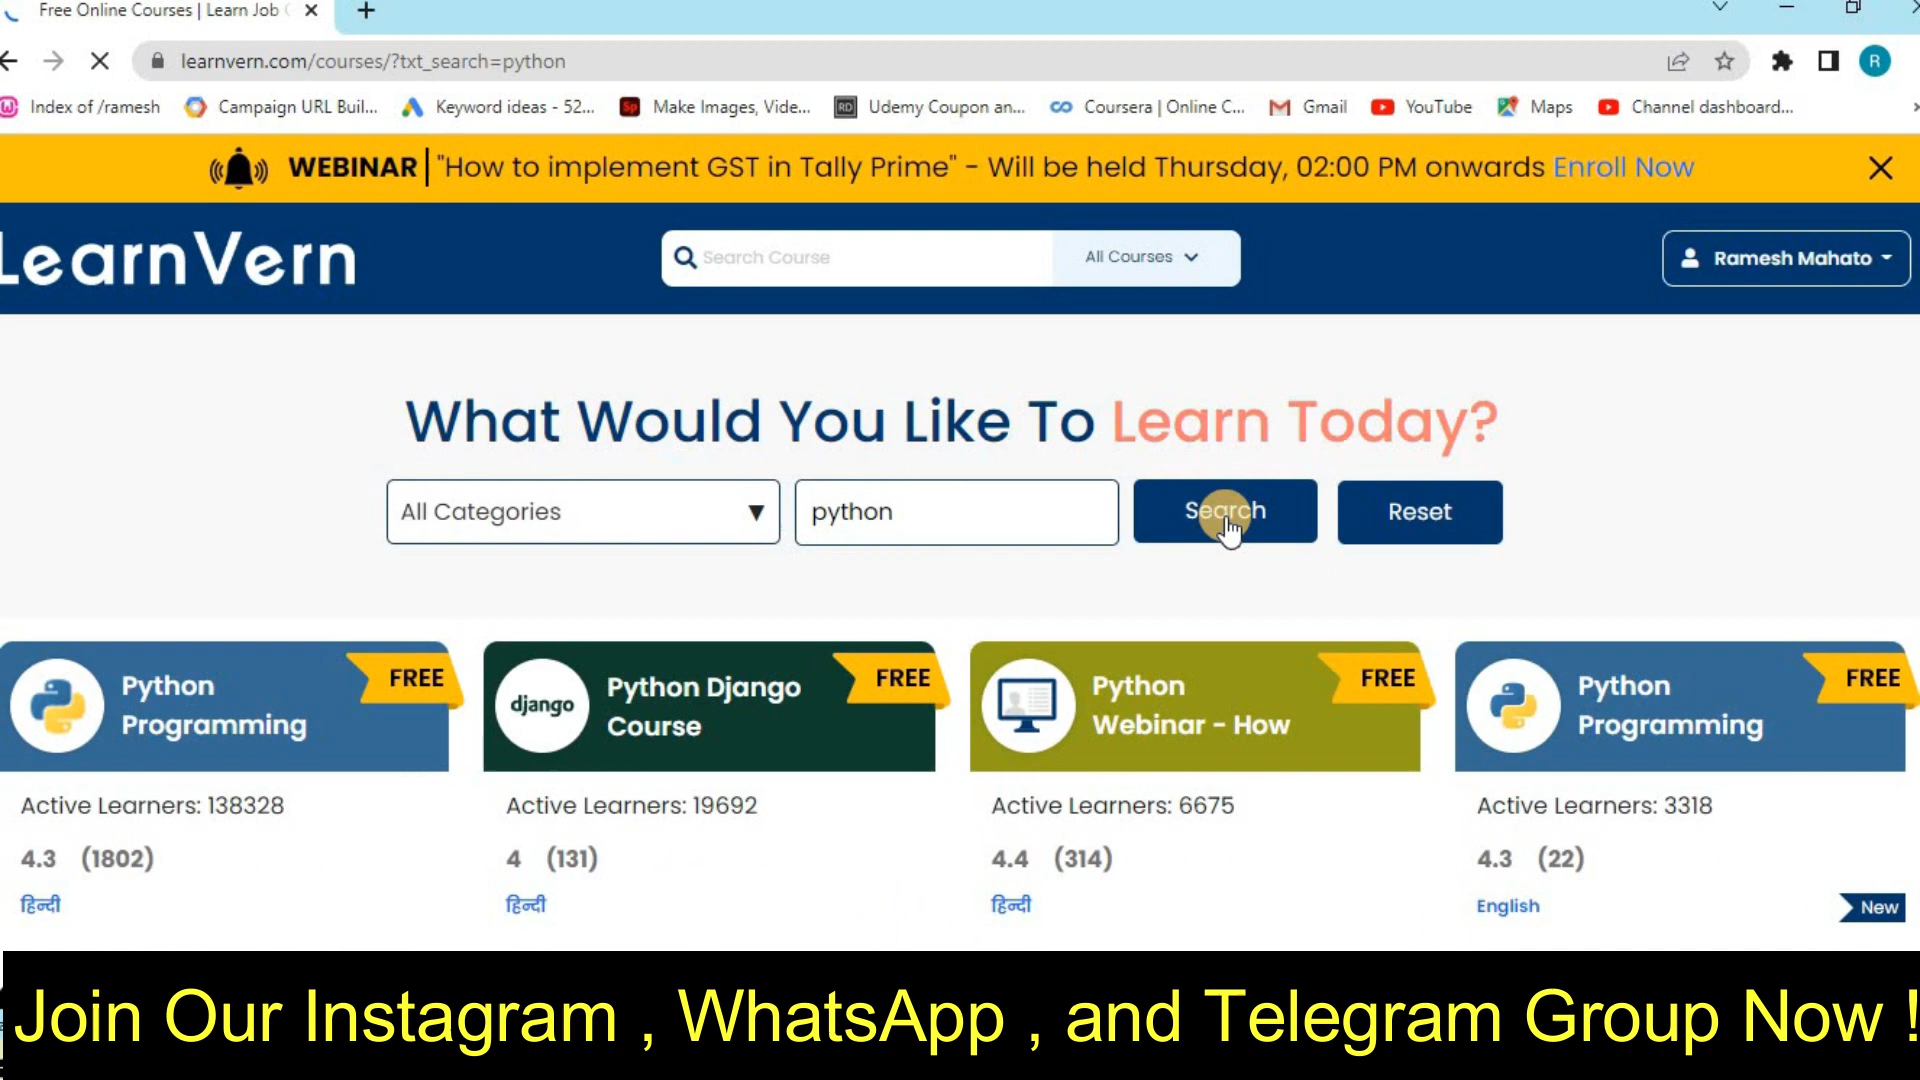 Free Online Courses | Learn Job
learnvern.com/courses/?txt_search=python
R
Index of /ramesh
Campaign URL Buil...
Keyword ideas - 52...
Sp
Make Images, Vide...
RD
Udemy Coupon an...
Coursera | Online C...
Gmail
YouTube
Maps
Channel dashboard...
WEBINAR | "How to implement GST in Tally Prime" - Will be held Thursday, 02:00 PM onwards Enroll Now
LearnVern
Search Course
All Courses
Ramesh Mahato
What Would You Like To Learn Today?
All Categories
python
Search
Reset
Python
Programming
FREE
Active Learners: 138328
4.3 (1802)
हिन्दी
django
Python Django
Course
FREE
Active Learners: 19692
4 (131)
हिन्दी
Python
Webinar - How
FREE
Active Learners: 6675
4.4 (314)
हिन्दी
Python
Programming
FREE
Active Learners: 3318
4.3 (22)
English
New
Join Our Instagram , WhatsApp , and Telegram Group Now !